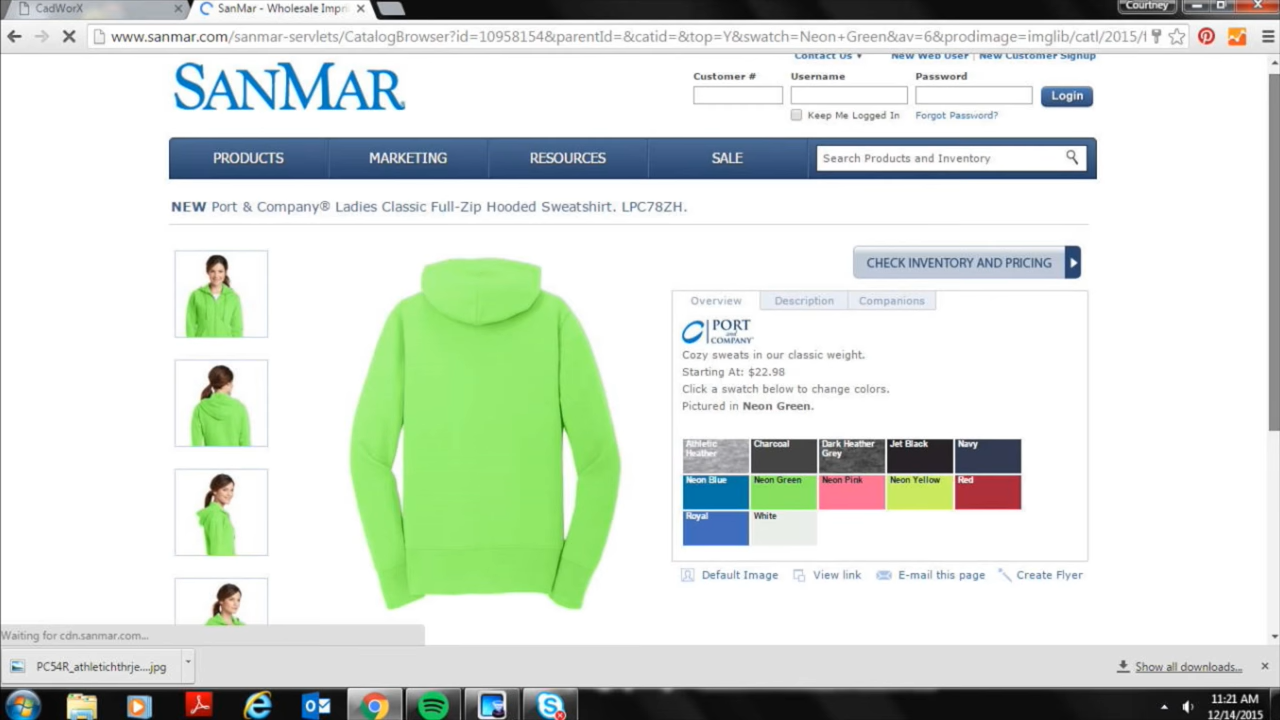 CadWorX
SanMar - Wholesale Impri
Courtney
www.sanmar.com/sanmar-servlets/CatalogBrowser?id=10958154&parentId=&catid=&top=Y&swatch=Neon+Green&av=6&prodimage=imglib/catl/2015/
Contact Us
New Web User | New Customer Signup
SANMAR
Customer #
Username
Password
Login
Keep Me Logged In
Forgot Password?
PRODUCTS
MARKETING
RESOURCES
SALE
Search Products and Inventory
NEW Port & Company® Ladies Classic Full-Zip Hooded Sweatshirt. LPC78ZH.
CHECK INVENTORY AND PRICING
Overview
Description
Companions
PORT
and
COMPANY
Cozy sweats in our classic weight.
Starting At: $22.98
Click a swatch below to change colors.
Pictured in Neon Green.
Athletic Heather
Charcoal
Dark Heather Grey
Jet Black
Navy
Neon Blue
Neon Green
Neon Pink
Neon Yellow
Red
Royal
White
Default Image
View link
E-mail this page
Create Flyer
Waiting for cdn.sanmar.com...
PC54R_athletichthrje....jpg
Show all downloads...
11:21 AM
12/14/2015